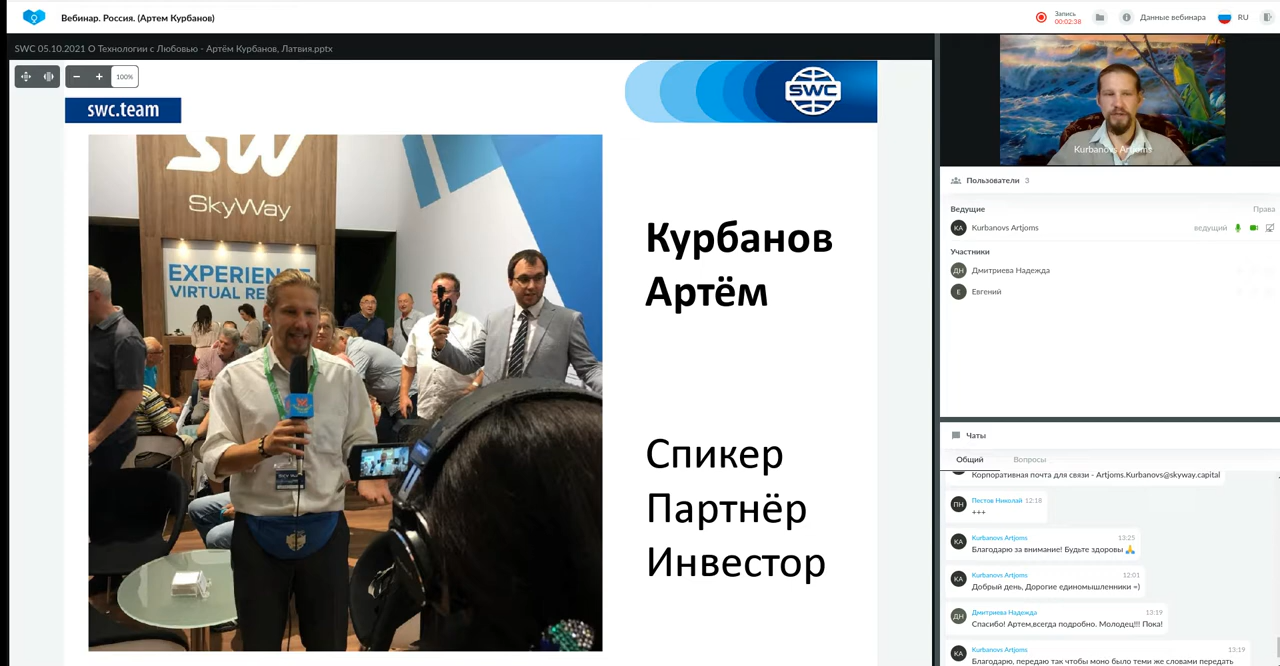 Вебинар. Россия. (Артем Курбанов)
Запись
00:02:38
Данные вебинара
RU
SWC 05.10.2021 О Технологии с Любовью - Артём Курбанов, Латвия.pptx
100%
swc.team
SWC
SW
SkyWay
EXPERIENCE
VIRTUAL RE
Курбанов
Артём
Спикер
Партнёр
Инвестор
Kurbanovs Artjoms
Пользователи 3
Ведущие
Права
KA
Kurbanovs Artjoms
ведущий
Участники
ДН
Дмитриева Надежда
Е
Евгений
Чаты
Общий
Вопросы
Корпоративная почта для связи - Artjoms.Kurbanovs@skyway.capital
ПН
Пестов Николай 12:18
+++
KA
Kurbanovs Artjoms 13:25
Благодарю за внимание! Будьте здоровы 🙏
KA
Kurbanovs Artjoms 12:01
Добрый день, Дорогие единомышленники =)
ДН
Дмитриева Надежда 13:19
Спасибо! Артем,всегда подробно. Молодец!!! Пока!
KA
Kurbanovs Artjoms 13:19
Благодарю, передаю так чтобы моно было теми же словами передать